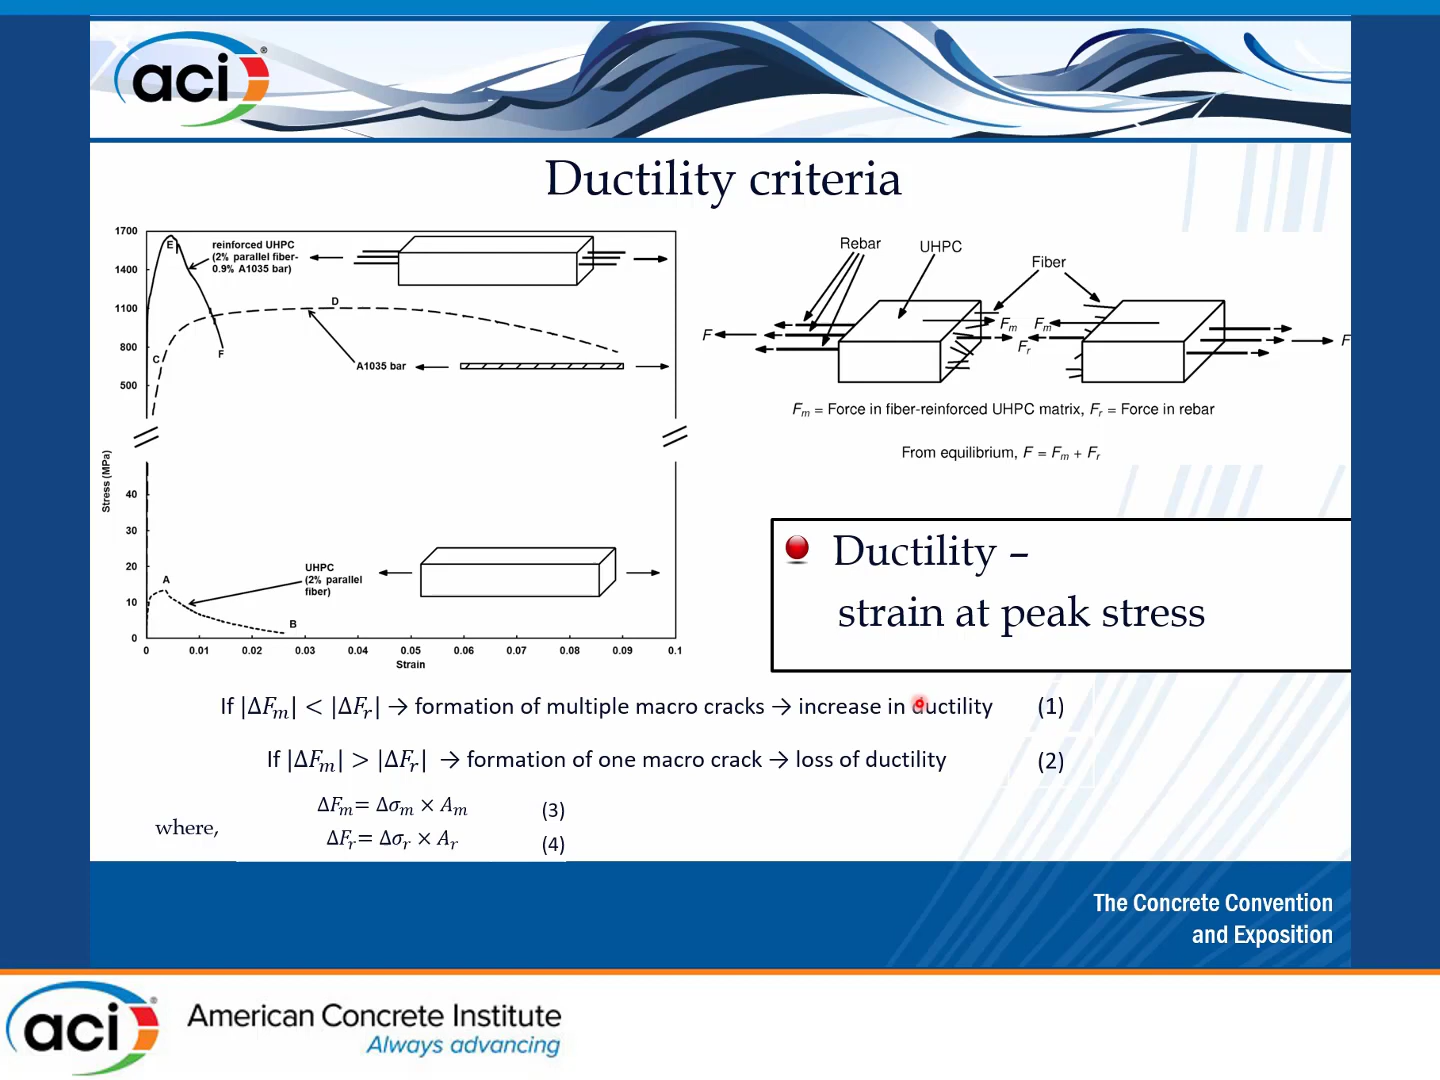 aci®
Ductility criteria
1700
1400
1100
800
500
40
30
20
10
0
Stress (MPa)
0 0.01 0.02 0.03 0.04 0.05 0.06 0.07 0.08 0.09 0.1
Strain
E
reinforced UHPC
(2% parallel fiber-
0.9% A1035 bar)
D
C
F
A1035 bar
A
UHPC
(2% parallel
fiber)
B
Rebar
UHPC
Fiber
F
Fₘ Fₘ
Fᵣ
F
Fₘ = Force in fiber-reinforced UHPC matrix, Fᵣ = Force in rebar
From equilibrium, F = Fₘ + Fᵣ
Ductility –
strain at peak stress
If |ΔFₘ| < |ΔFᵣ| → formation of multiple macro cracks → increase in ductility (1)
If |ΔFₘ| > |ΔFᵣ| → formation of one macro crack → loss of ductility (2)
where,
ΔFₘ= Δσₘ × Aₘ (3)
ΔFᵣ= Δσᵣ × Aᵣ (4)
The Concrete Convention
and Exposition
aci®
American Concrete Institute
Always advancing